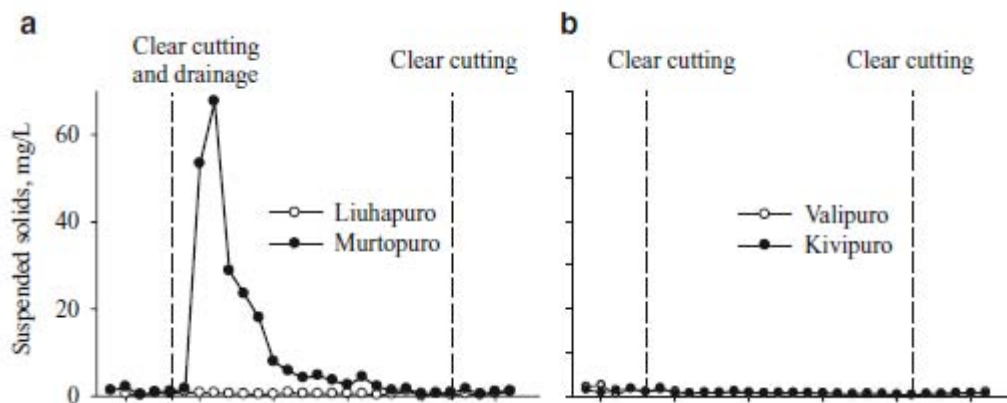 a
Clear cutting
and drainage
Clear cutting
Suspended solids, mg/L
60
40
20
0
Liuhapuro
Murtopuro
b
Clear cutting
Clear cutting
Valipuro
Kivipuro